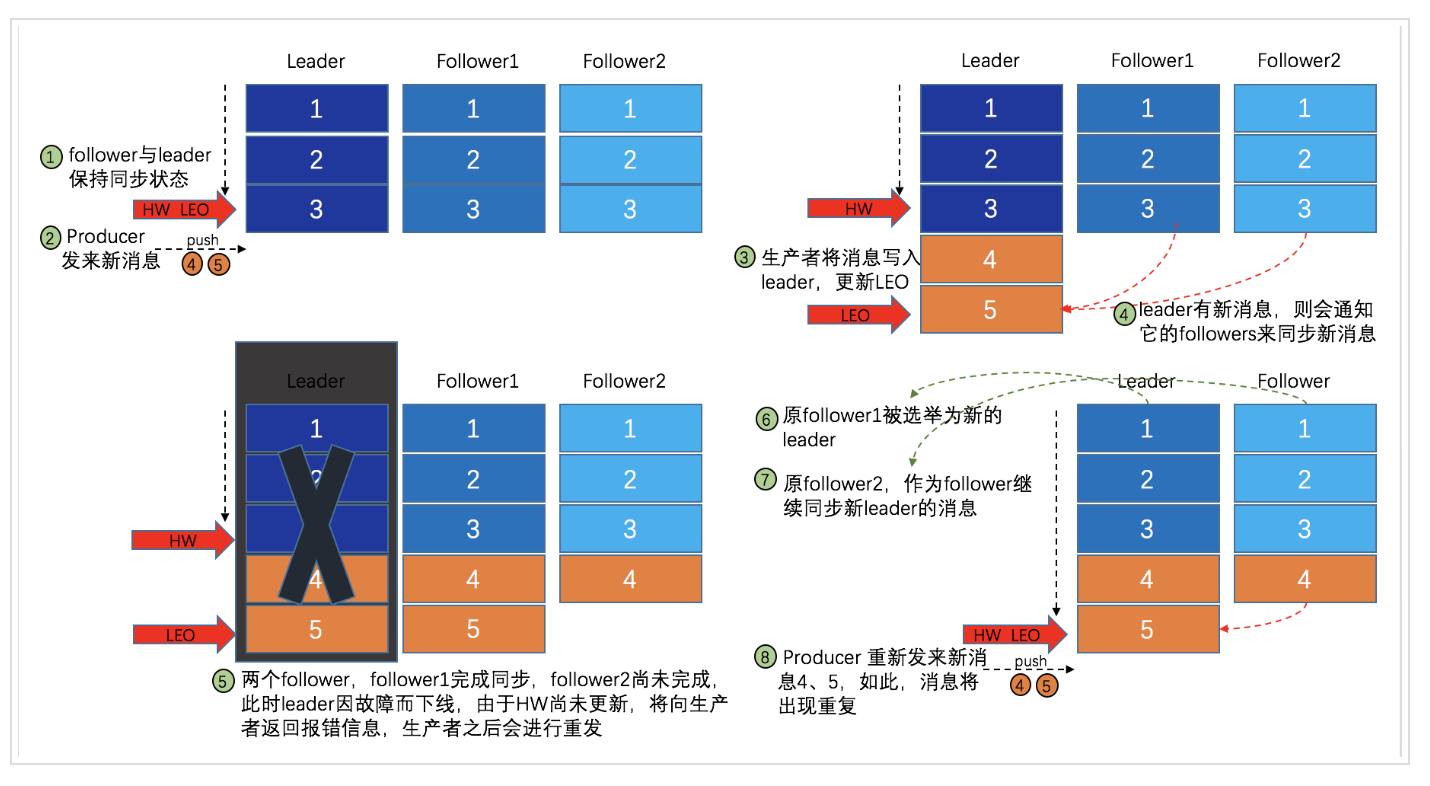 Leader Follower1 Follower2
1 1 1
① follower与leader
保持同步状态
2 2 2
HW LEO
3 3 3
② Producer
发来新消息
push
4 5
Leader Follower1 Follower2
1 1 1
2 2 2
HW
3 3 3
③ 生产者将消息写入
leader，更新LEO
4
LEO
5
④ leader有新消息，则会通知
它的followers来同步新消息
Leader Follower1 Follower2
1 1 1
2 2 2
HW
3 3
4 4 4
LEO
5 5
⑤ 两个follower，follower1完成同步，follower2尚未完成，
此时leader因故障而下线，由于HW尚未更新，将向生产
者返回报错信息，生产者之后会进行重发
Leader Follower
⑥ 原follower1被选举为新的
leader
1 1
⑦ 原follower2，作为follower继
续同步新leader的消息
2 2
3 3
4 4
HW LEO
5
⑧ Producer 重新发来新消
息4、5，如此，消息将
出现重复
push
4 5